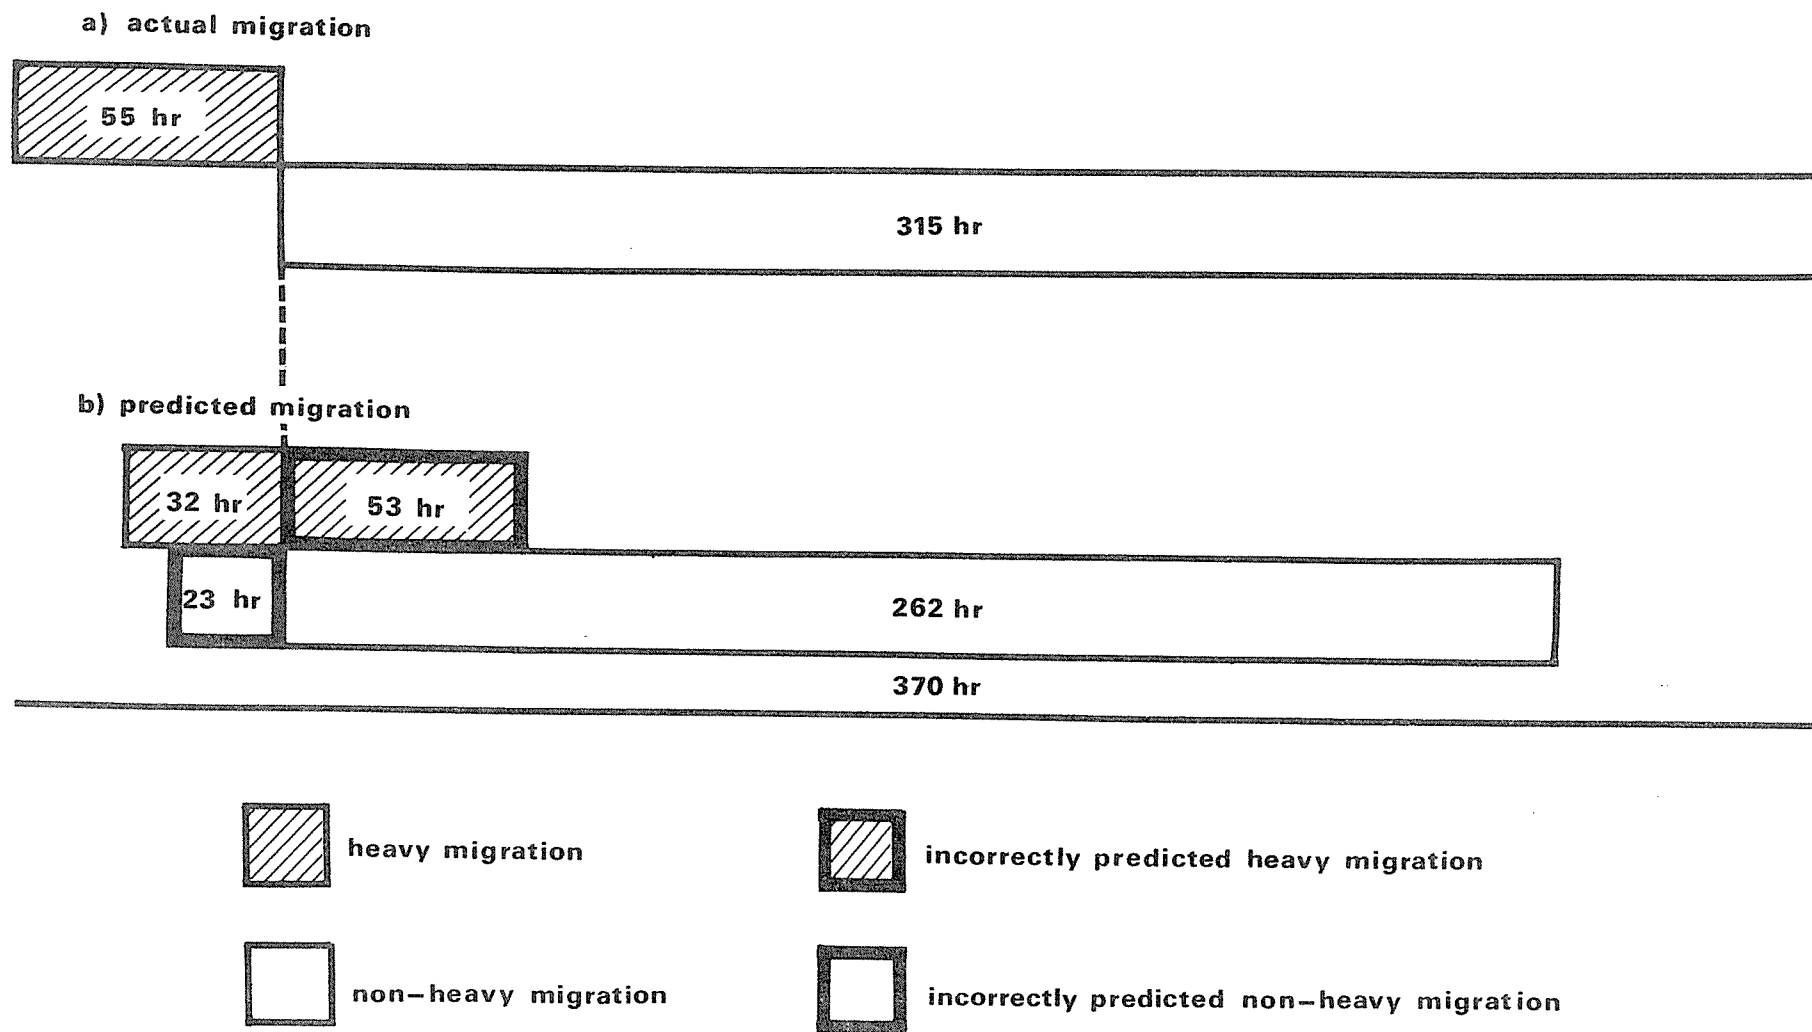 a) actual migration
55 hr
315 hr
b) predicted migration
32 hr
53 hr
23 hr
262 hr
370 hr
heavy migration
incorrectly predicted heavy migration
non-heavy migration
incorrectly predicted non-heavy migration